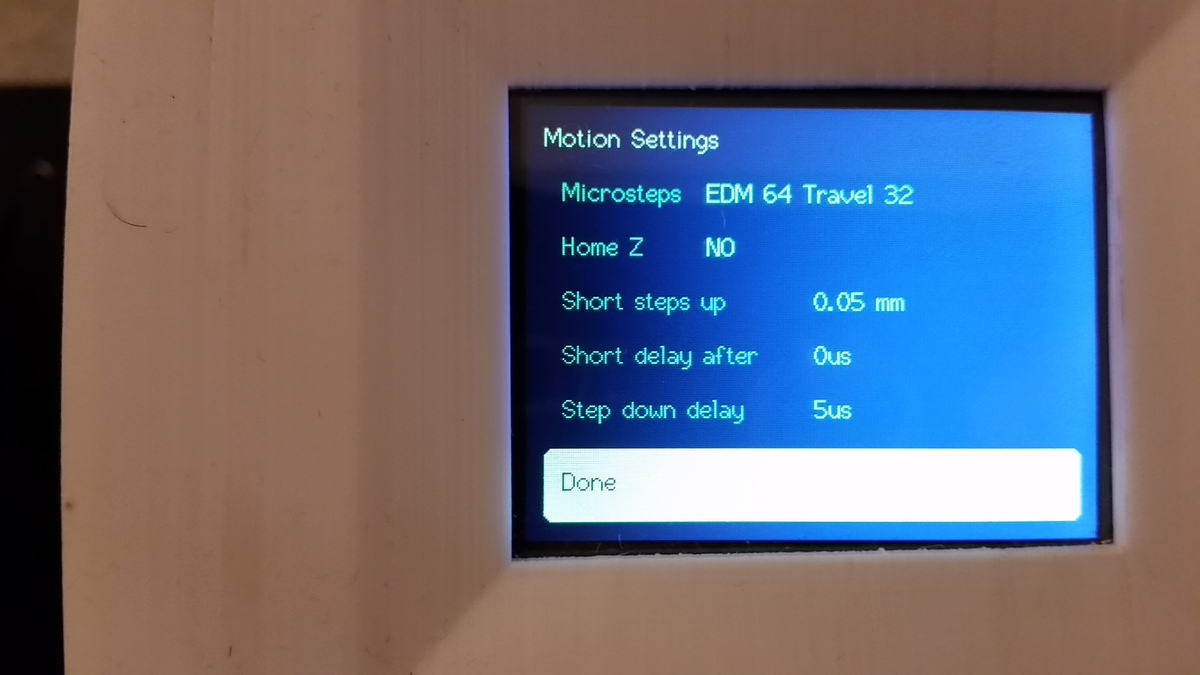 Motion Settings
Microsteps EDM 64 Travel 32
Home Z NO
Short steps up 0.05 mm
Short delay after 0us
Step down delay 5us
Done